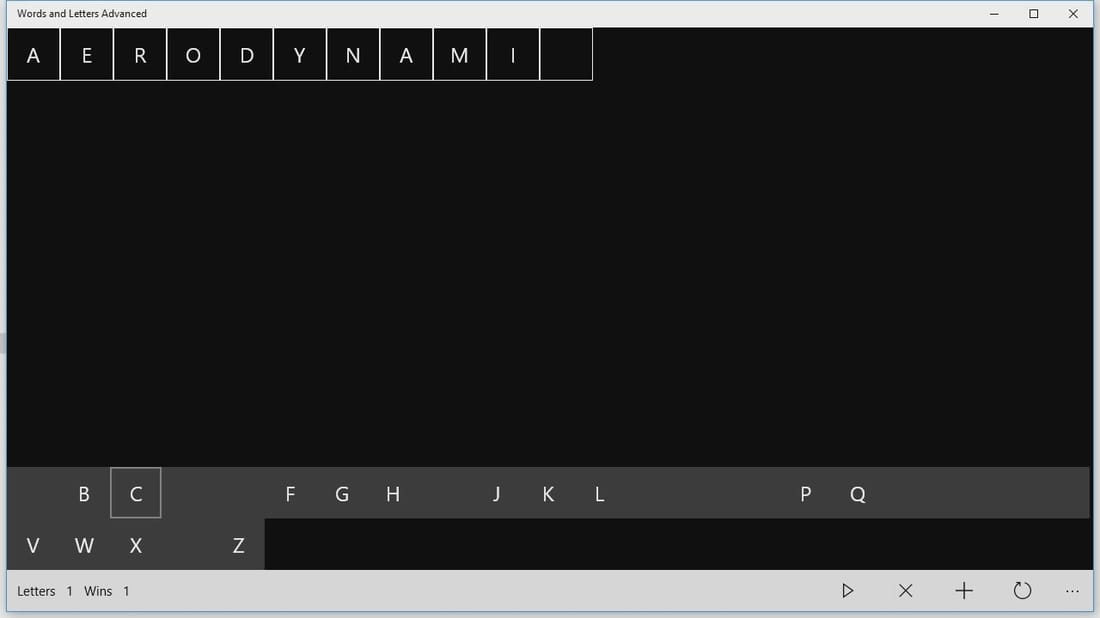 Words and Letters Advanced
A E R O D Y N A M I
B C F G H J K L P Q
V W X Z
Letters 1 Wins 1